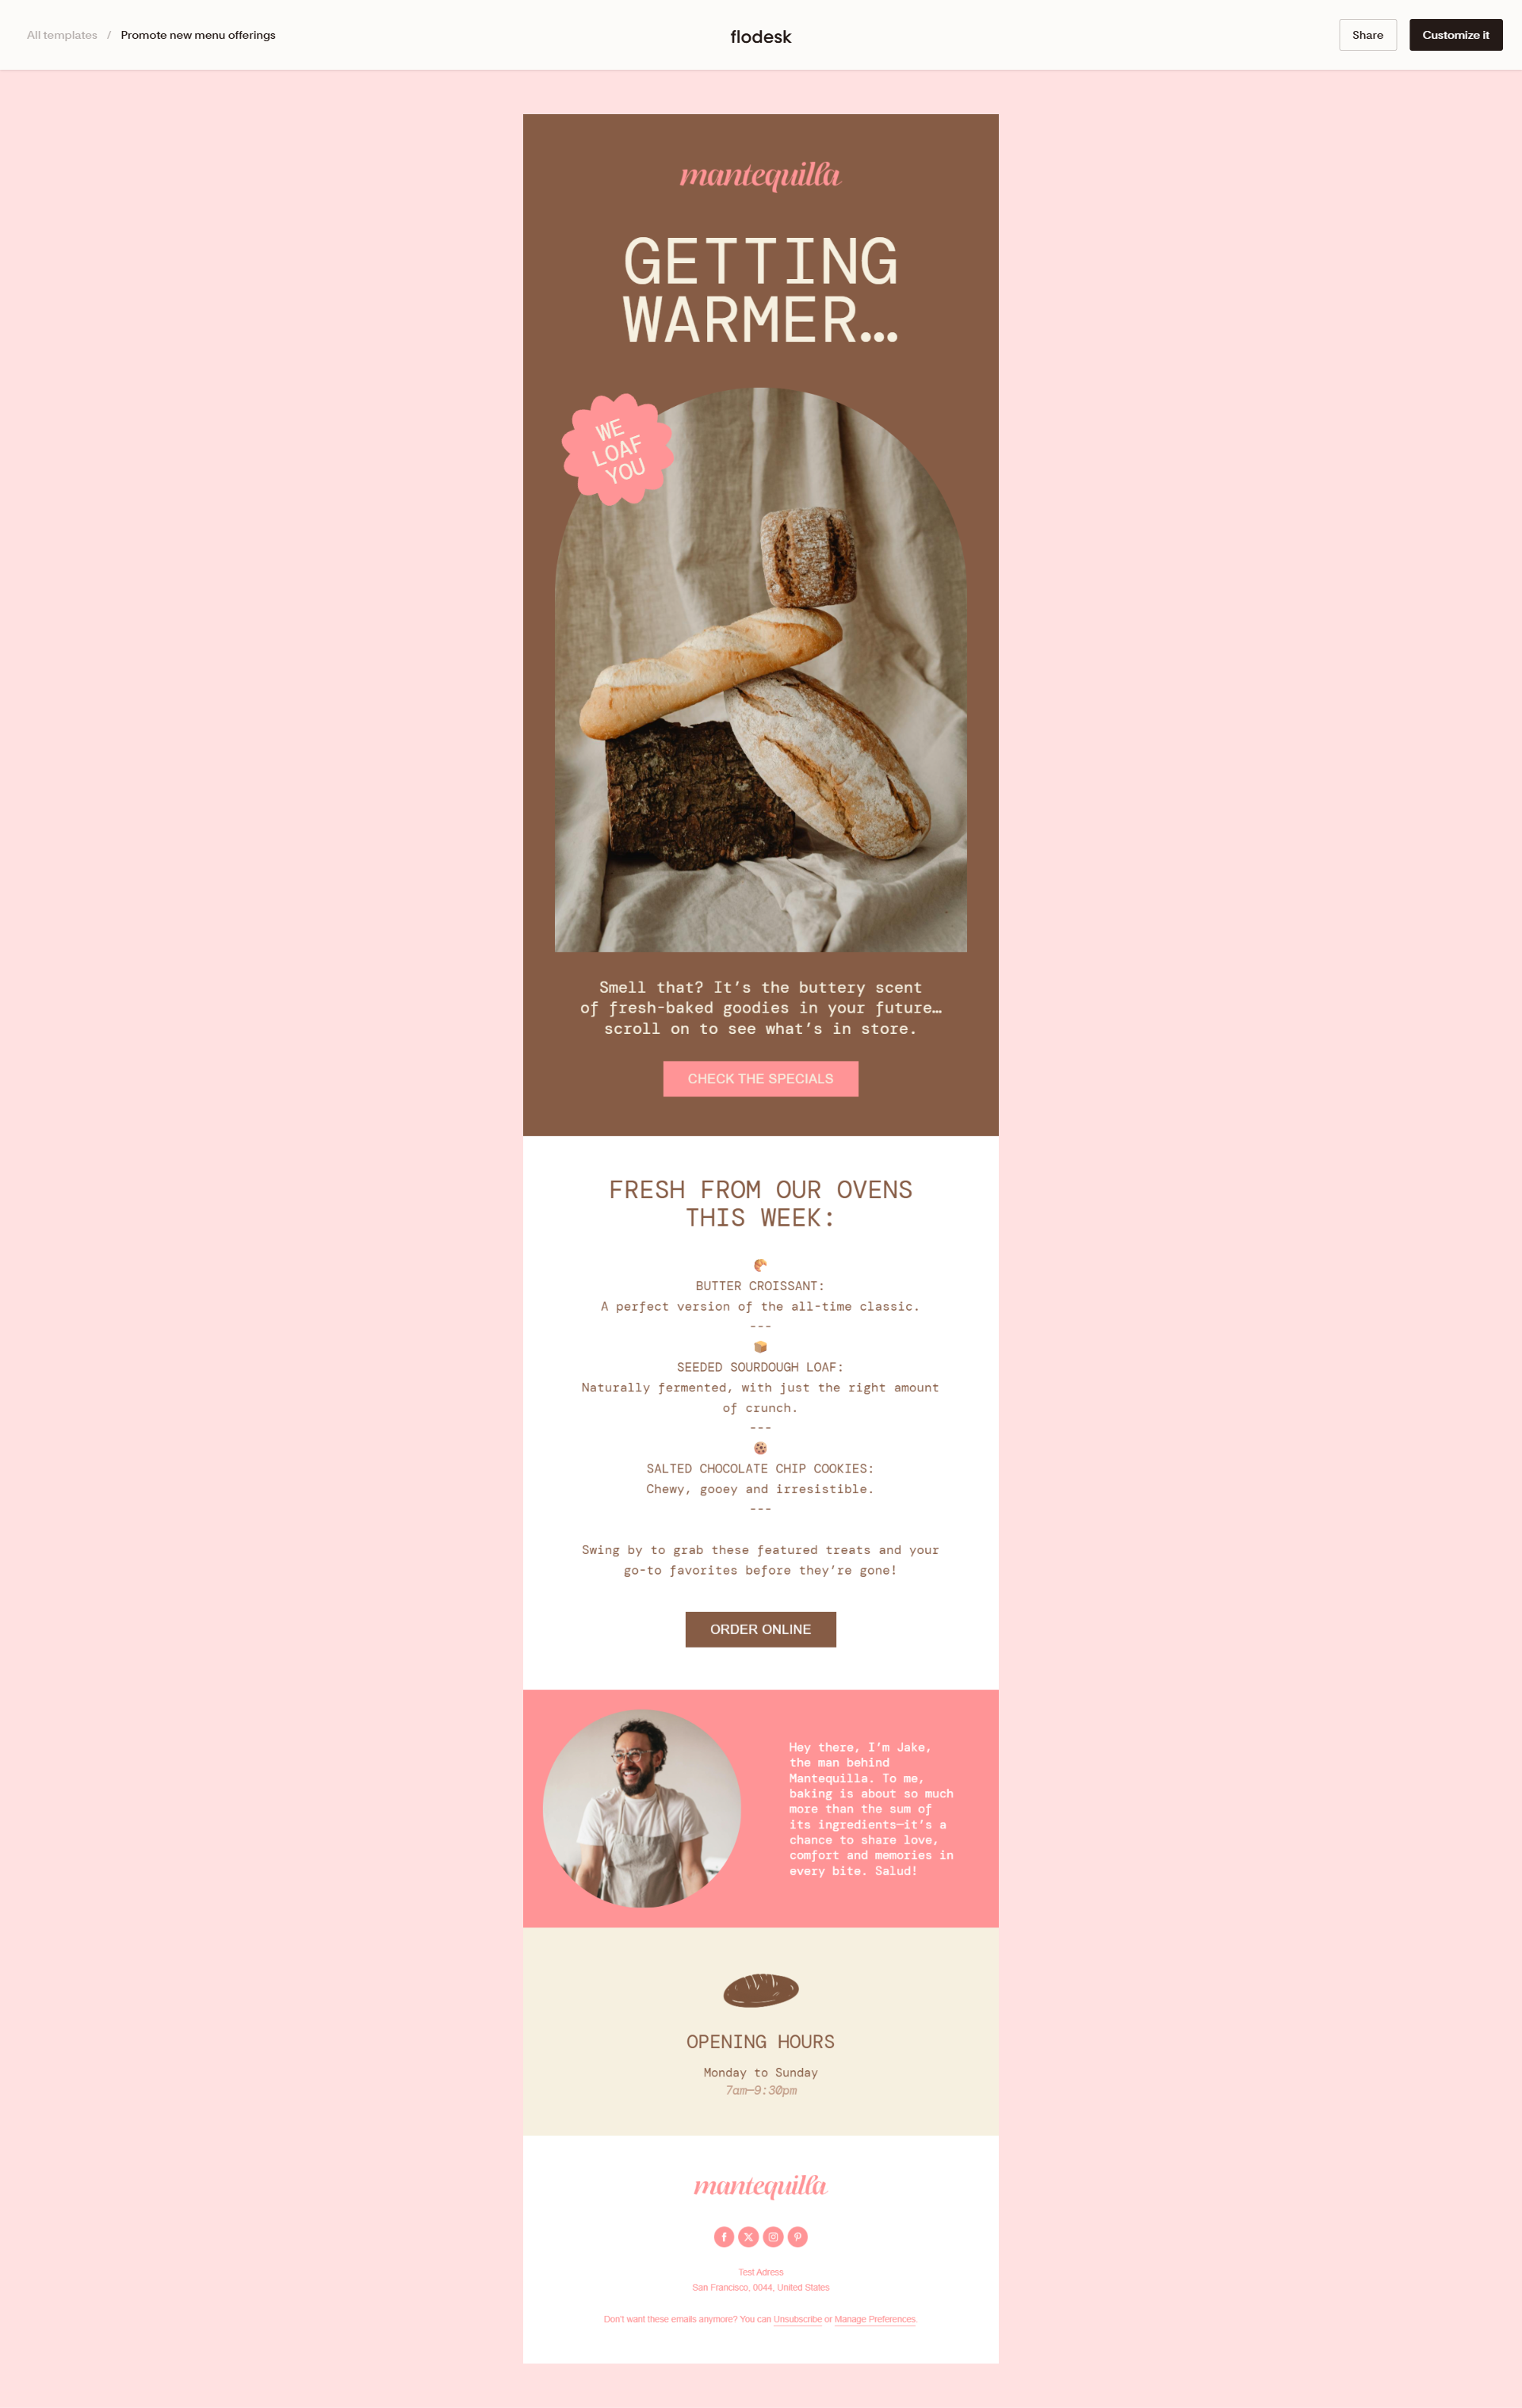 All templates / Promote new menu offerings
flodesk
Share
Customize it
mantequilla
GETTING
WARMER…
WE
LOAF
YOU
Smell that? It’s the buttery scent
of fresh-baked goodies in your future…
scroll on to see what’s in store.
CHECK THE SPECIALS
FRESH FROM OUR OVENS
THIS WEEK:
🥐
BUTTER CROISSANT:
A perfect version of the all-time classic.
---
📦
SEEDED SOURDOUGH LOAF:
Naturally fermented, with just the right amount
of crunch.
---
🍪
SALTED CHOCOLATE CHIP COOKIES:
Chewy, gooey and irresistible.
---
Swing by to grab these featured treats and your
go-to favorites before they’re gone!
ORDER ONLINE
Hey there, I’m Jake,
the man behind
Mantequilla. To me,
baking is about so much
more than the sum of
its ingredients—it’s a
chance to share love,
comfort and memories in
every bite. Salud!
OPENING HOURS
Monday to Sunday
7am—9:30pm
mantequilla
Test Adress
San Francisco, 0044, United States
Don't want these emails anymore? You can Unsubscribe or Manage Preferences.